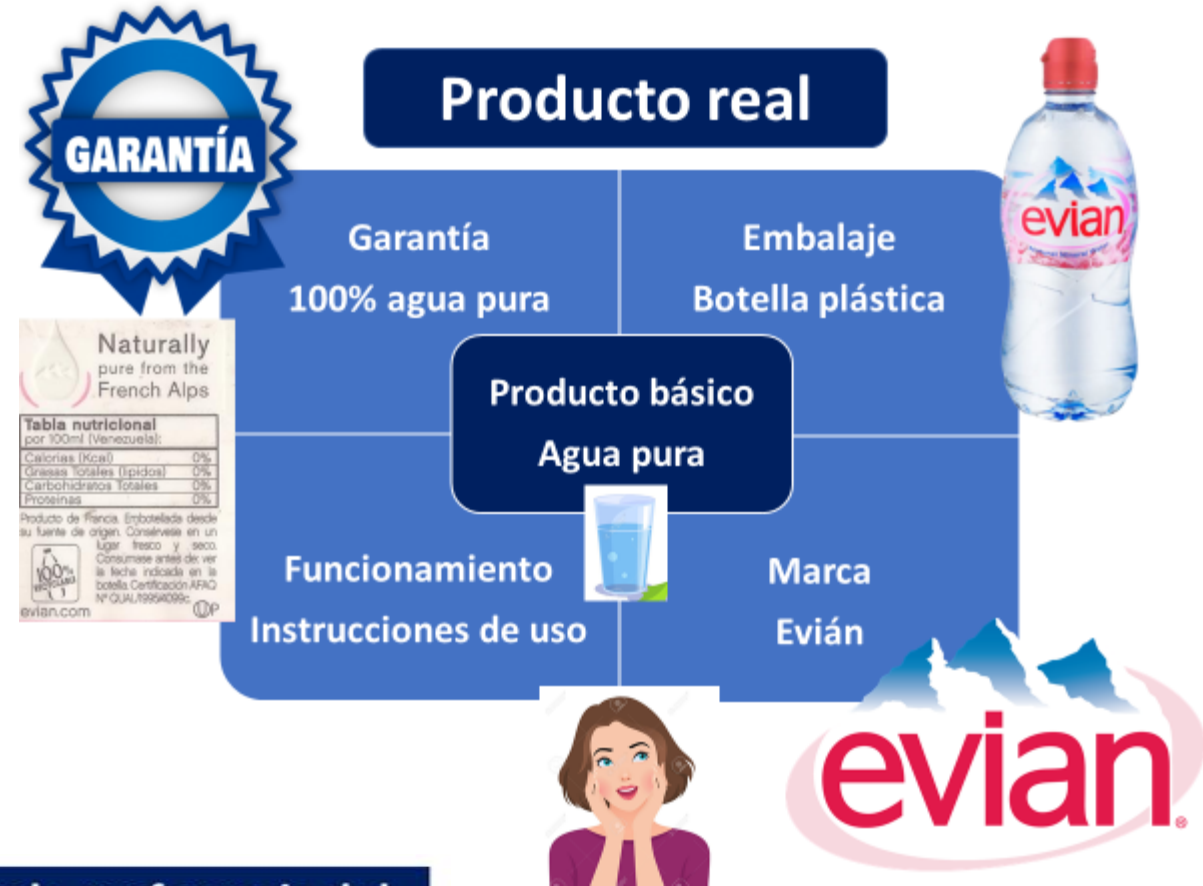 Producto real
GARANTÍA
Garantía
100% agua pura
Embalaje
Botella plástica
evian
Naturally
pure from the
French Alps
Tabla nutricional
por 100ml (Venezuela):
Calorías (Kcal) 0%
Grasas Totales (lípidos) 0%
Carbohidratos Totales 0%
Proteínas 0%
Producto de Francia. Embotellada desde
su fuente de origen. Consérvese en un
lugar fresco y seco.
Consumase antes de: ver
la fecha indicada en la
botella. Certificación AFAQ
100%
RECYCLABLE
evian.com
Producto básico
Agua pura
Funcionamiento
Instrucciones de uso
Marca
Evián
evian